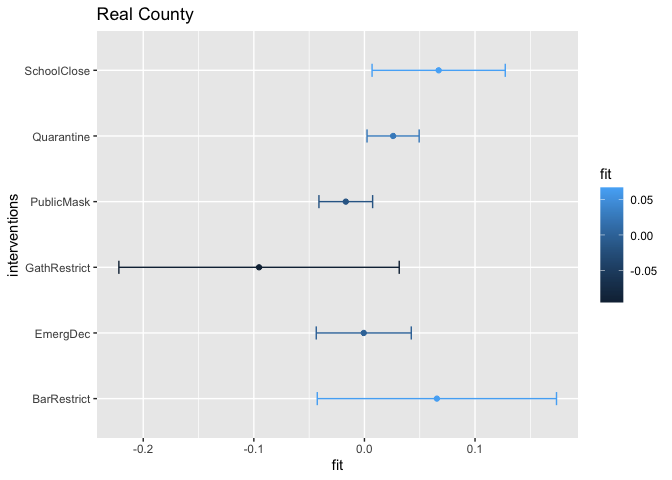 Real County
interventions
SchoolClose
Quarantine
PublicMask
GathRestrict
EmergDec
BarRestrict
-0.2
-0.1
0.0
0.1
fit
fit
0.05
0.00
-0.05